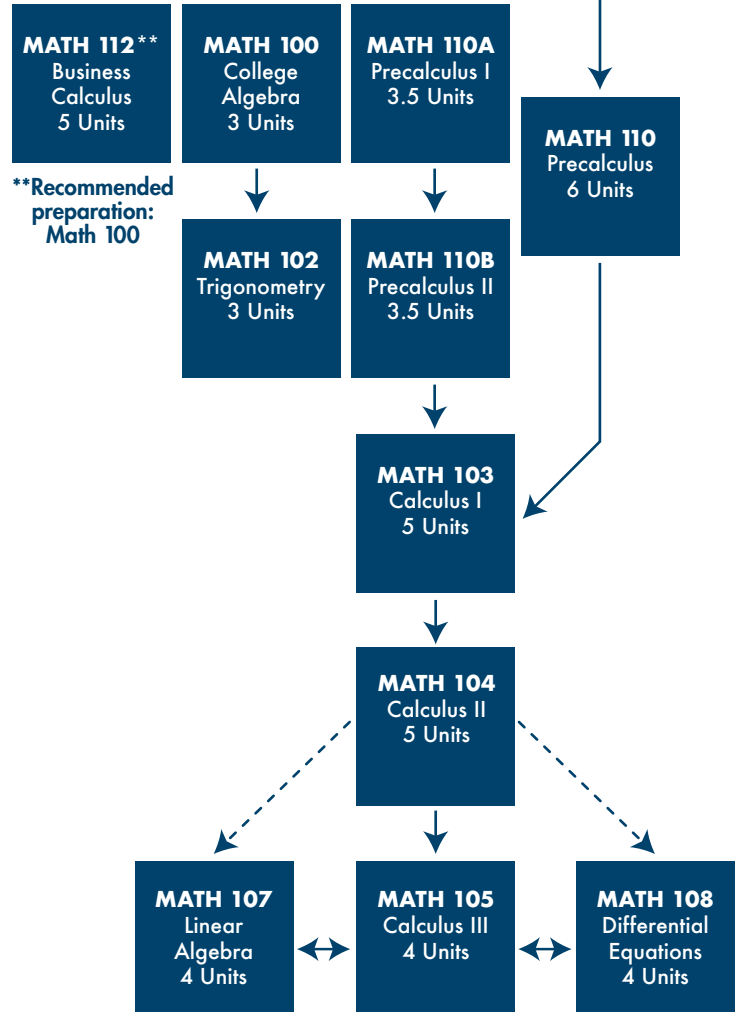 MATH 112**
Business
Calculus
5 Units
MATH 100
College
Algebra
3 Units
MATH 110A
Precalculus I
3.5 Units
MATH 110
Precalculus
6 Units
**Recommended
preparation:
Math 100
MATH 102
Trigonometry
3 Units
MATH 110B
Precalculus II
3.5 Units
MATH 103
Calculus I
5 Units
MATH 104
Calculus II
5 Units
MATH 107
Linear
Algebra
4 Units
MATH 105
Calculus III
4 Units
MATH 108
Differential
Equations
4 Units